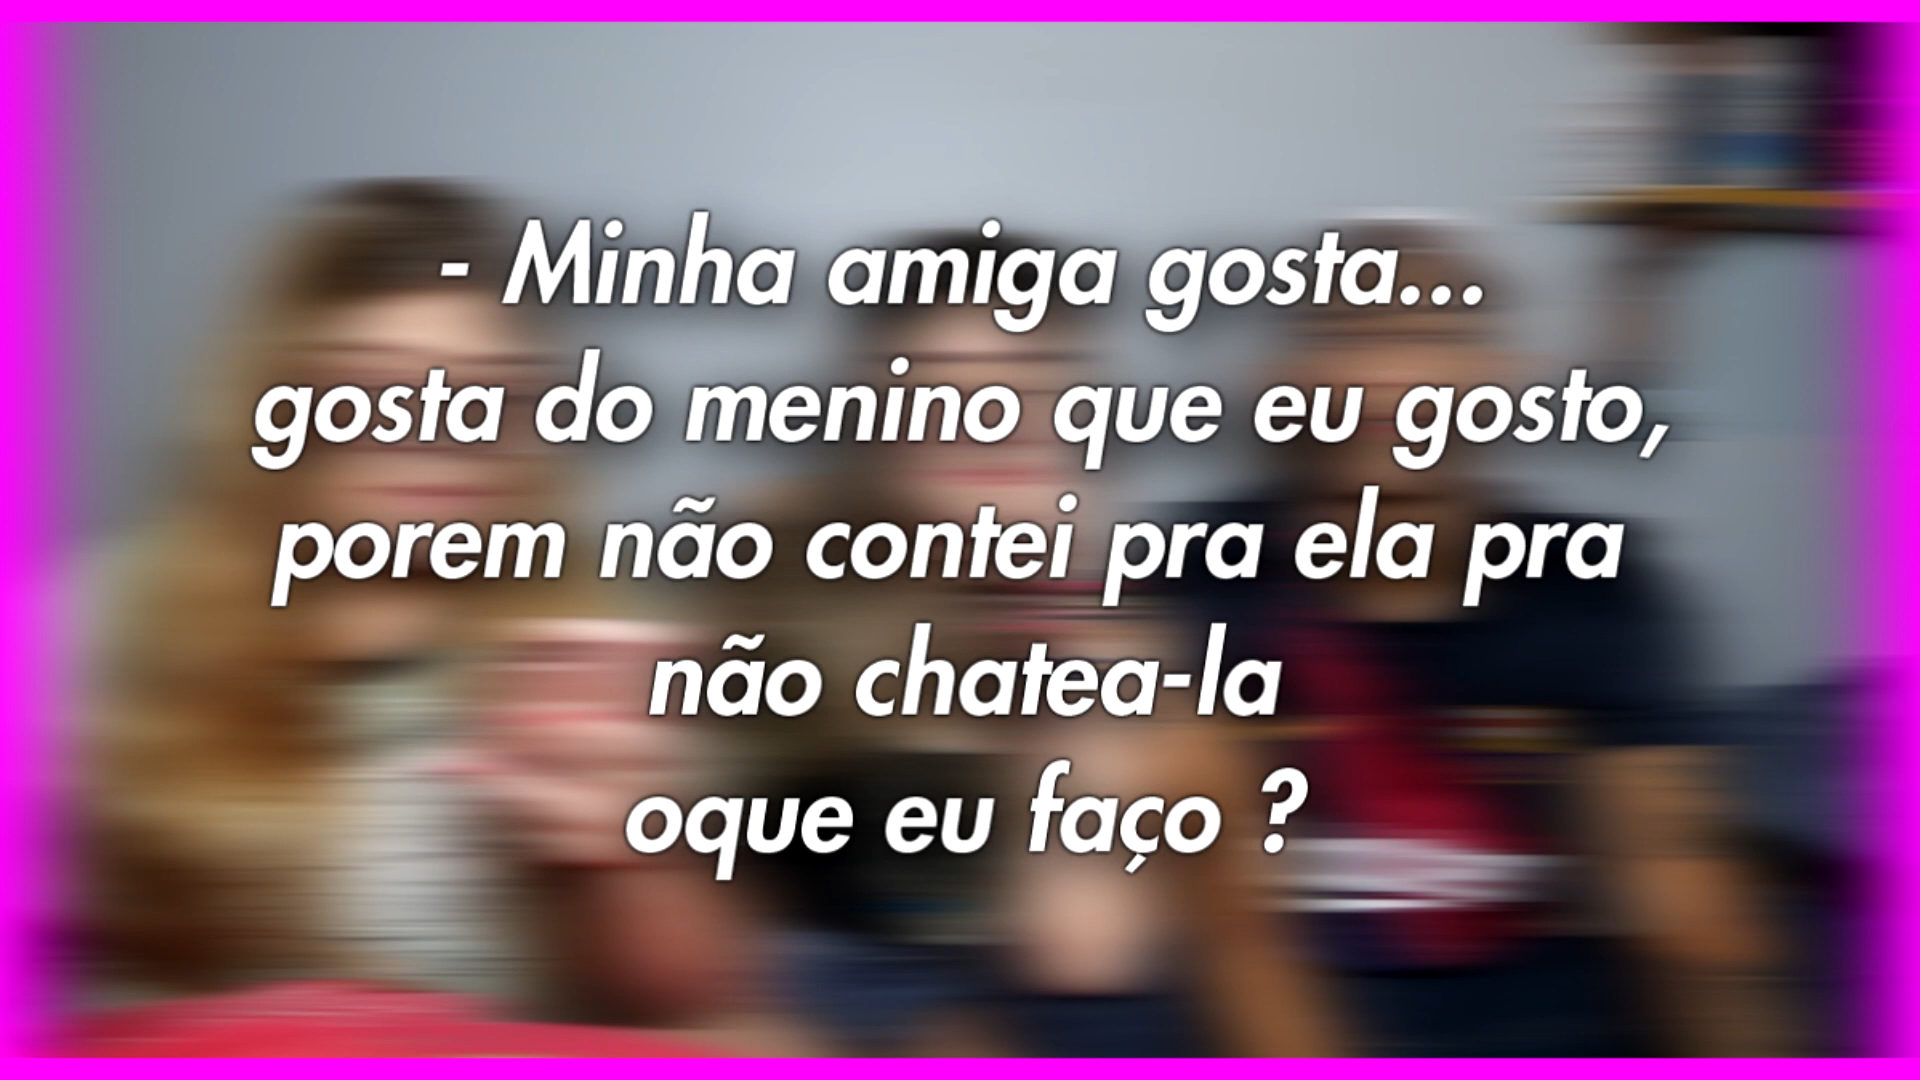 - Minha amiga gosta...
gosta do menino que eu gosto,
porem não contei pra ela pra
não chatea-la
oque eu faço ?